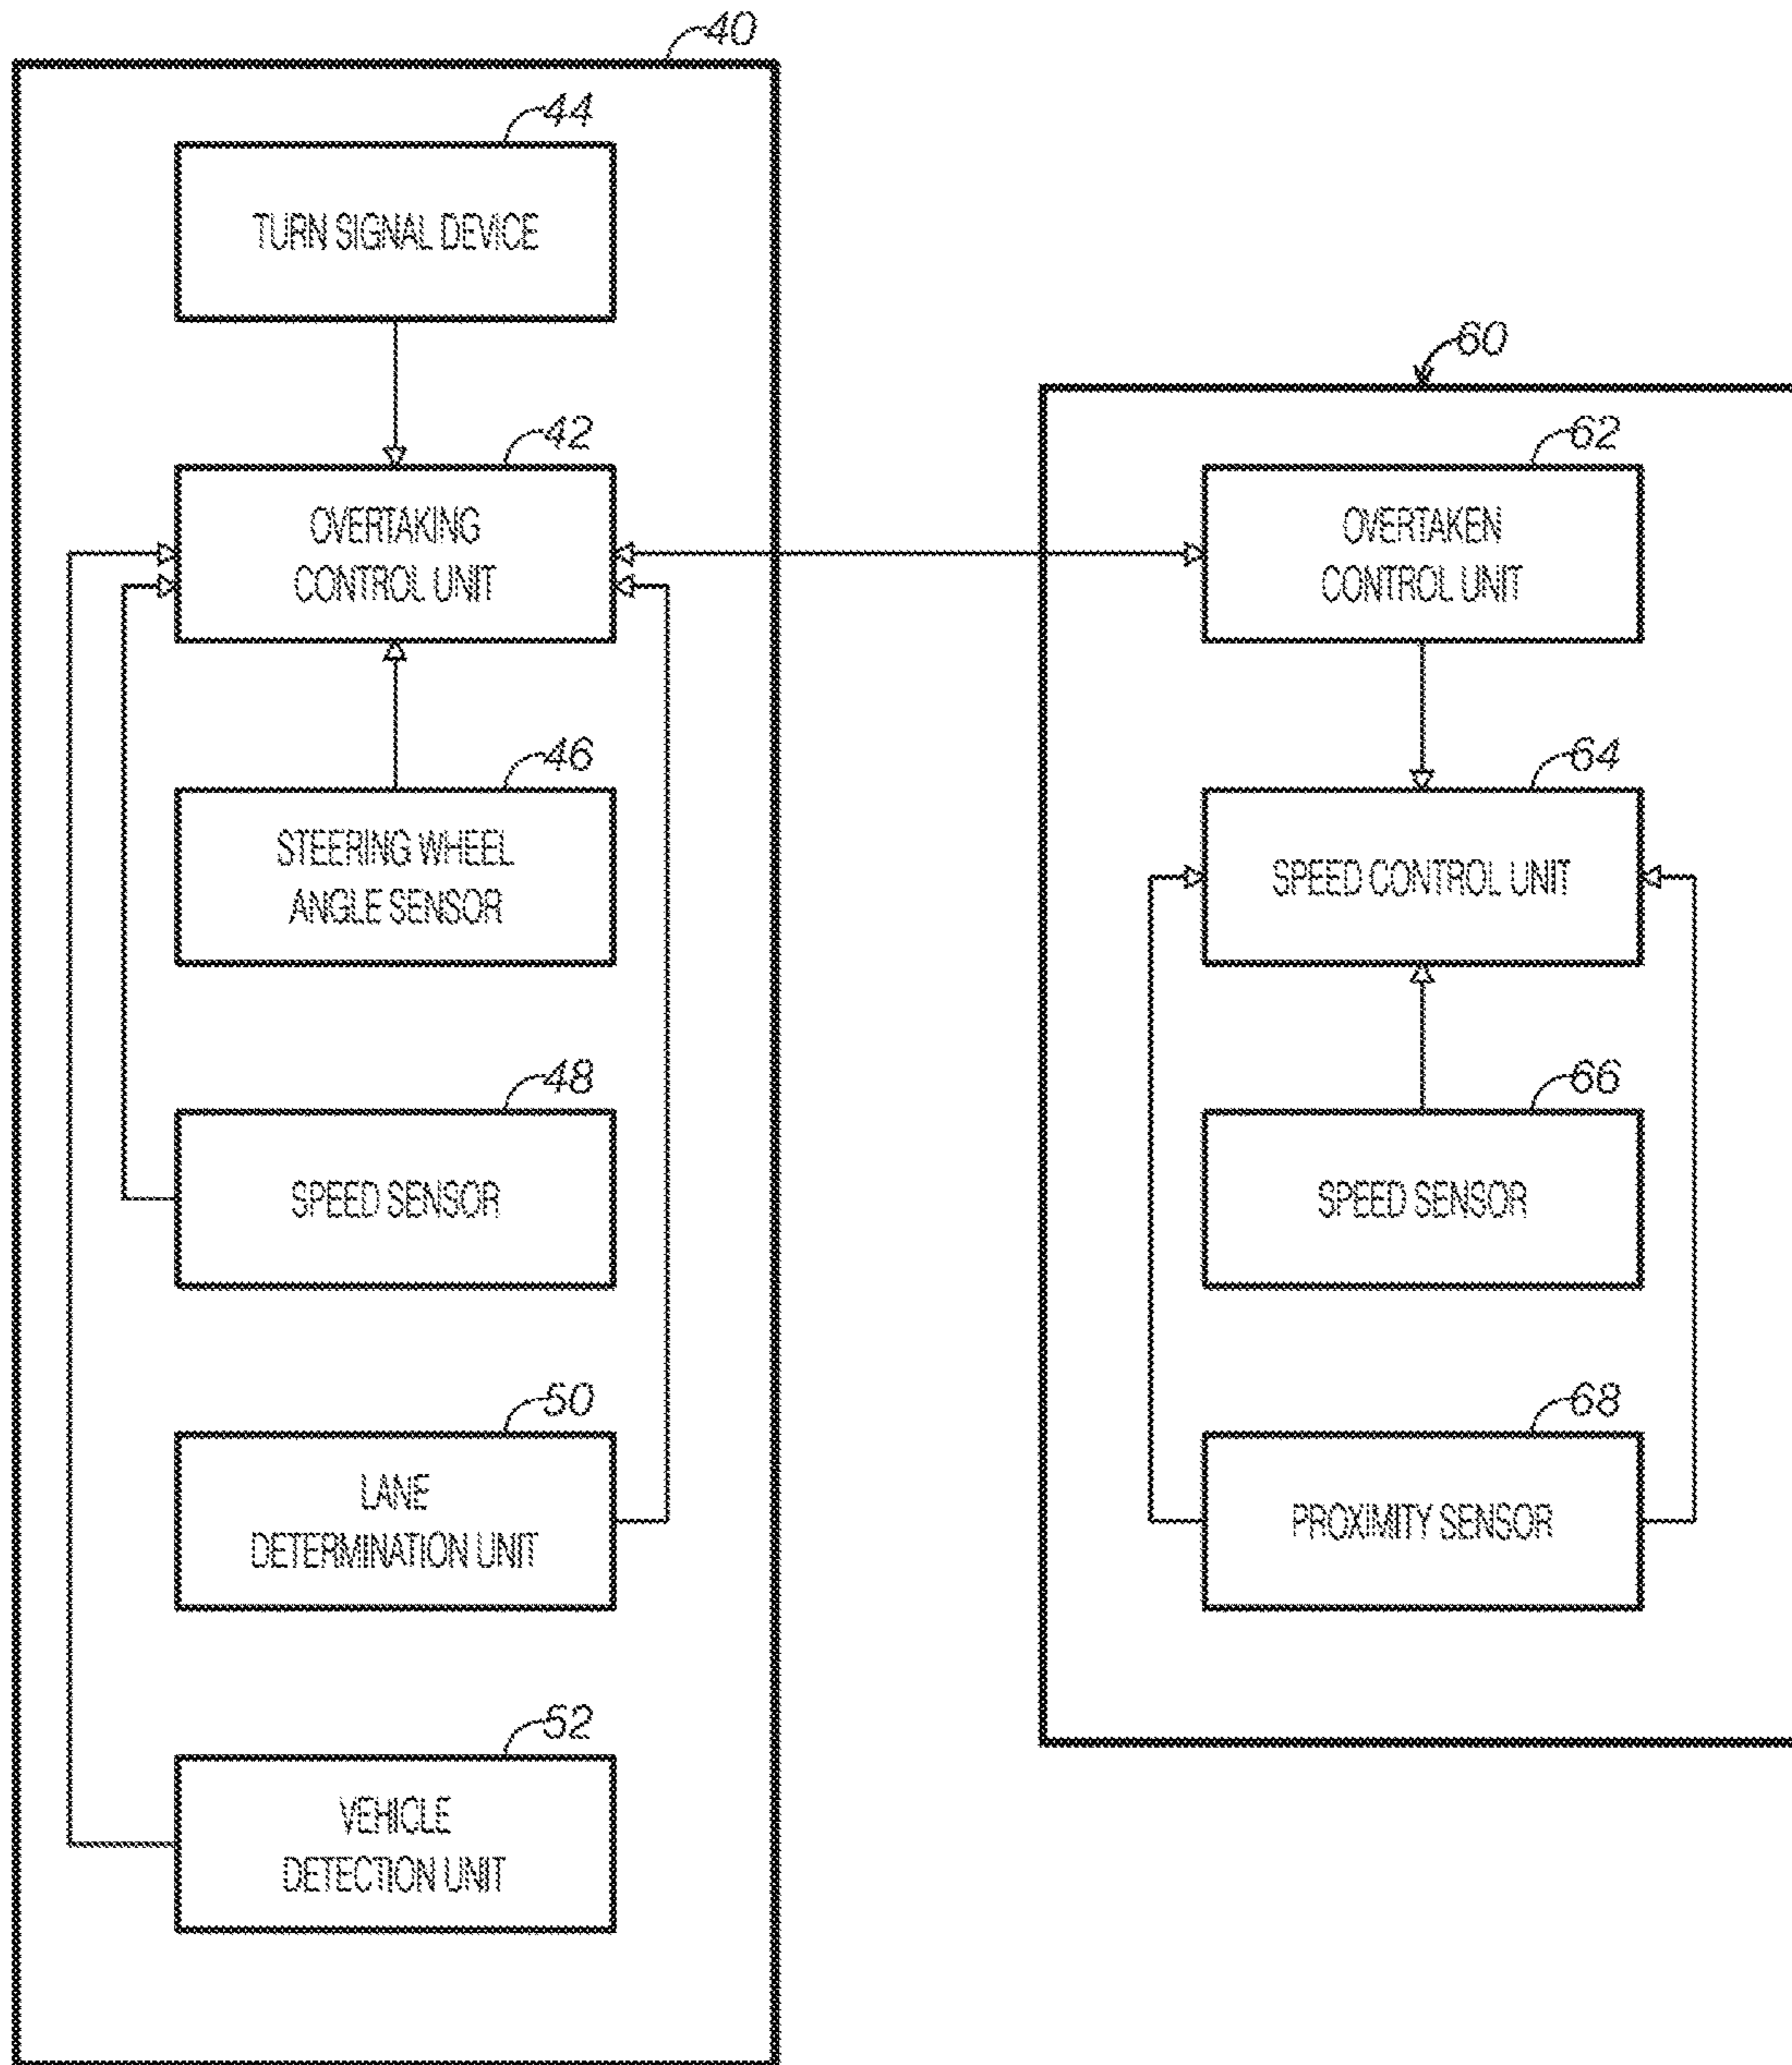 40
44
TURN SIGNAL DEVICE
42
OVERTAKING
CONTROL UNIT
46
STEERING WHEEL
ANGLE SENSOR
48
SPEED SENSOR
50
LANE
DETERMINATION UNIT
52
VEHICLE
DETECTION UNIT
60
62
OVERTAKEN
CONTROL UNIT
64
SPEED CONTROL UNIT
66
SPEED SENSOR
68
PROXIMITY SENSOR